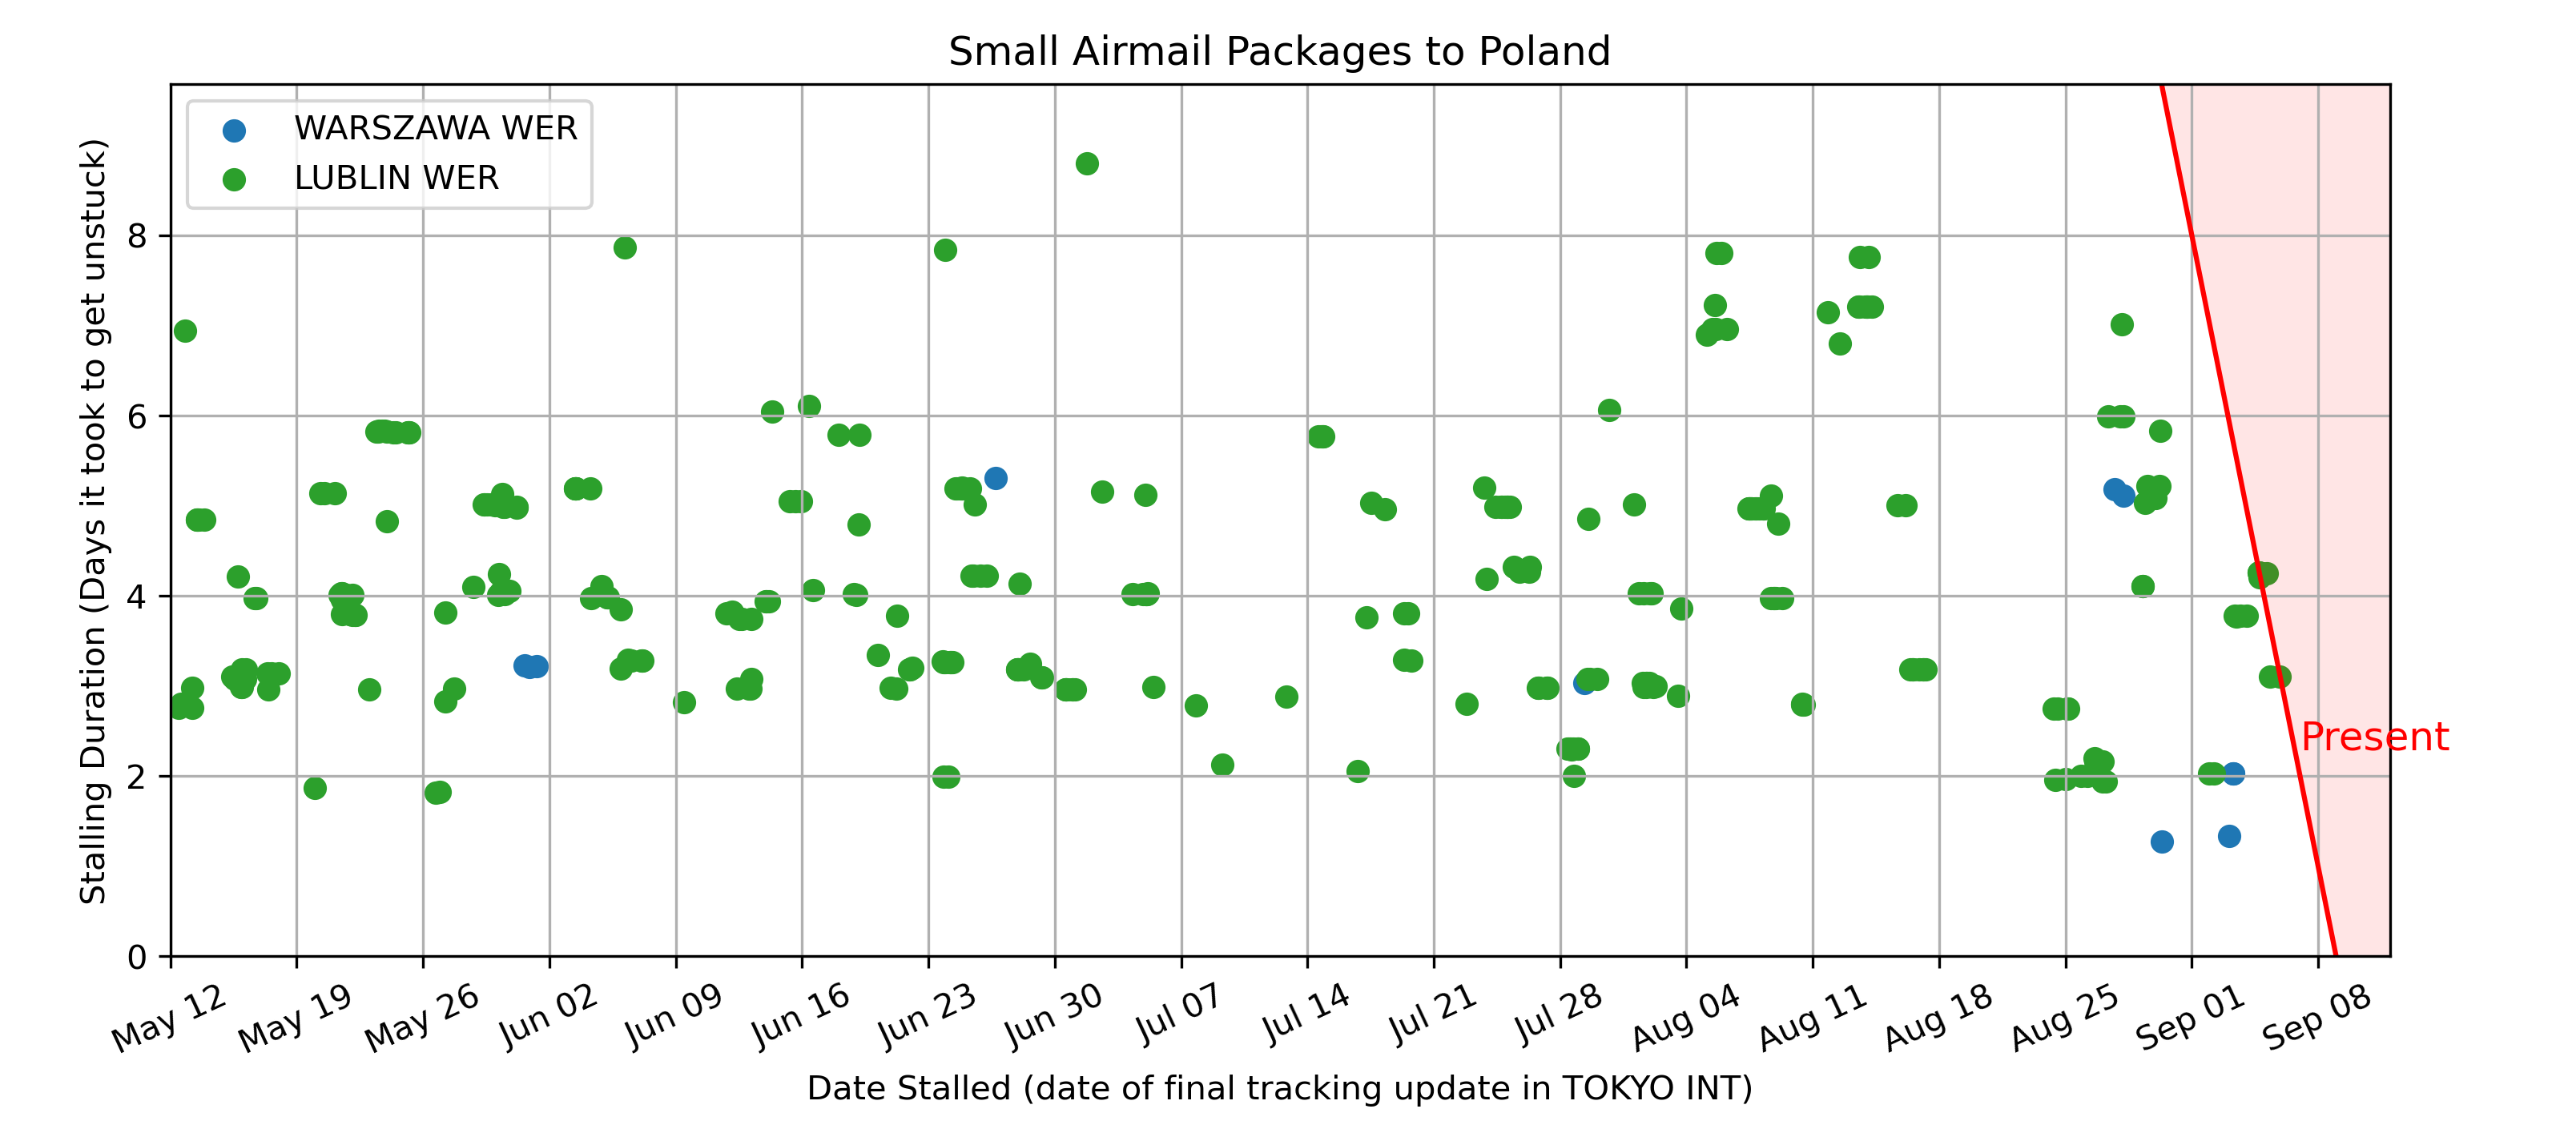 Small Airmail Packages to Poland
WARSZAWA WER
LUBLIN WER
Stalling Duration (Days it took to get unstuck)
8
6
4
2
0
Present
May 12
May 19
May 26
Jun 02
Jun 09
Jun 16
Jun 23
Jun 30
Jul 07
Jul 14
Jul 21
Jul 28
Aug 04
Aug 11
Aug 18
Aug 25
Sep 01
Sep 08
Date Stalled (date of final tracking update in TOKYO INT)